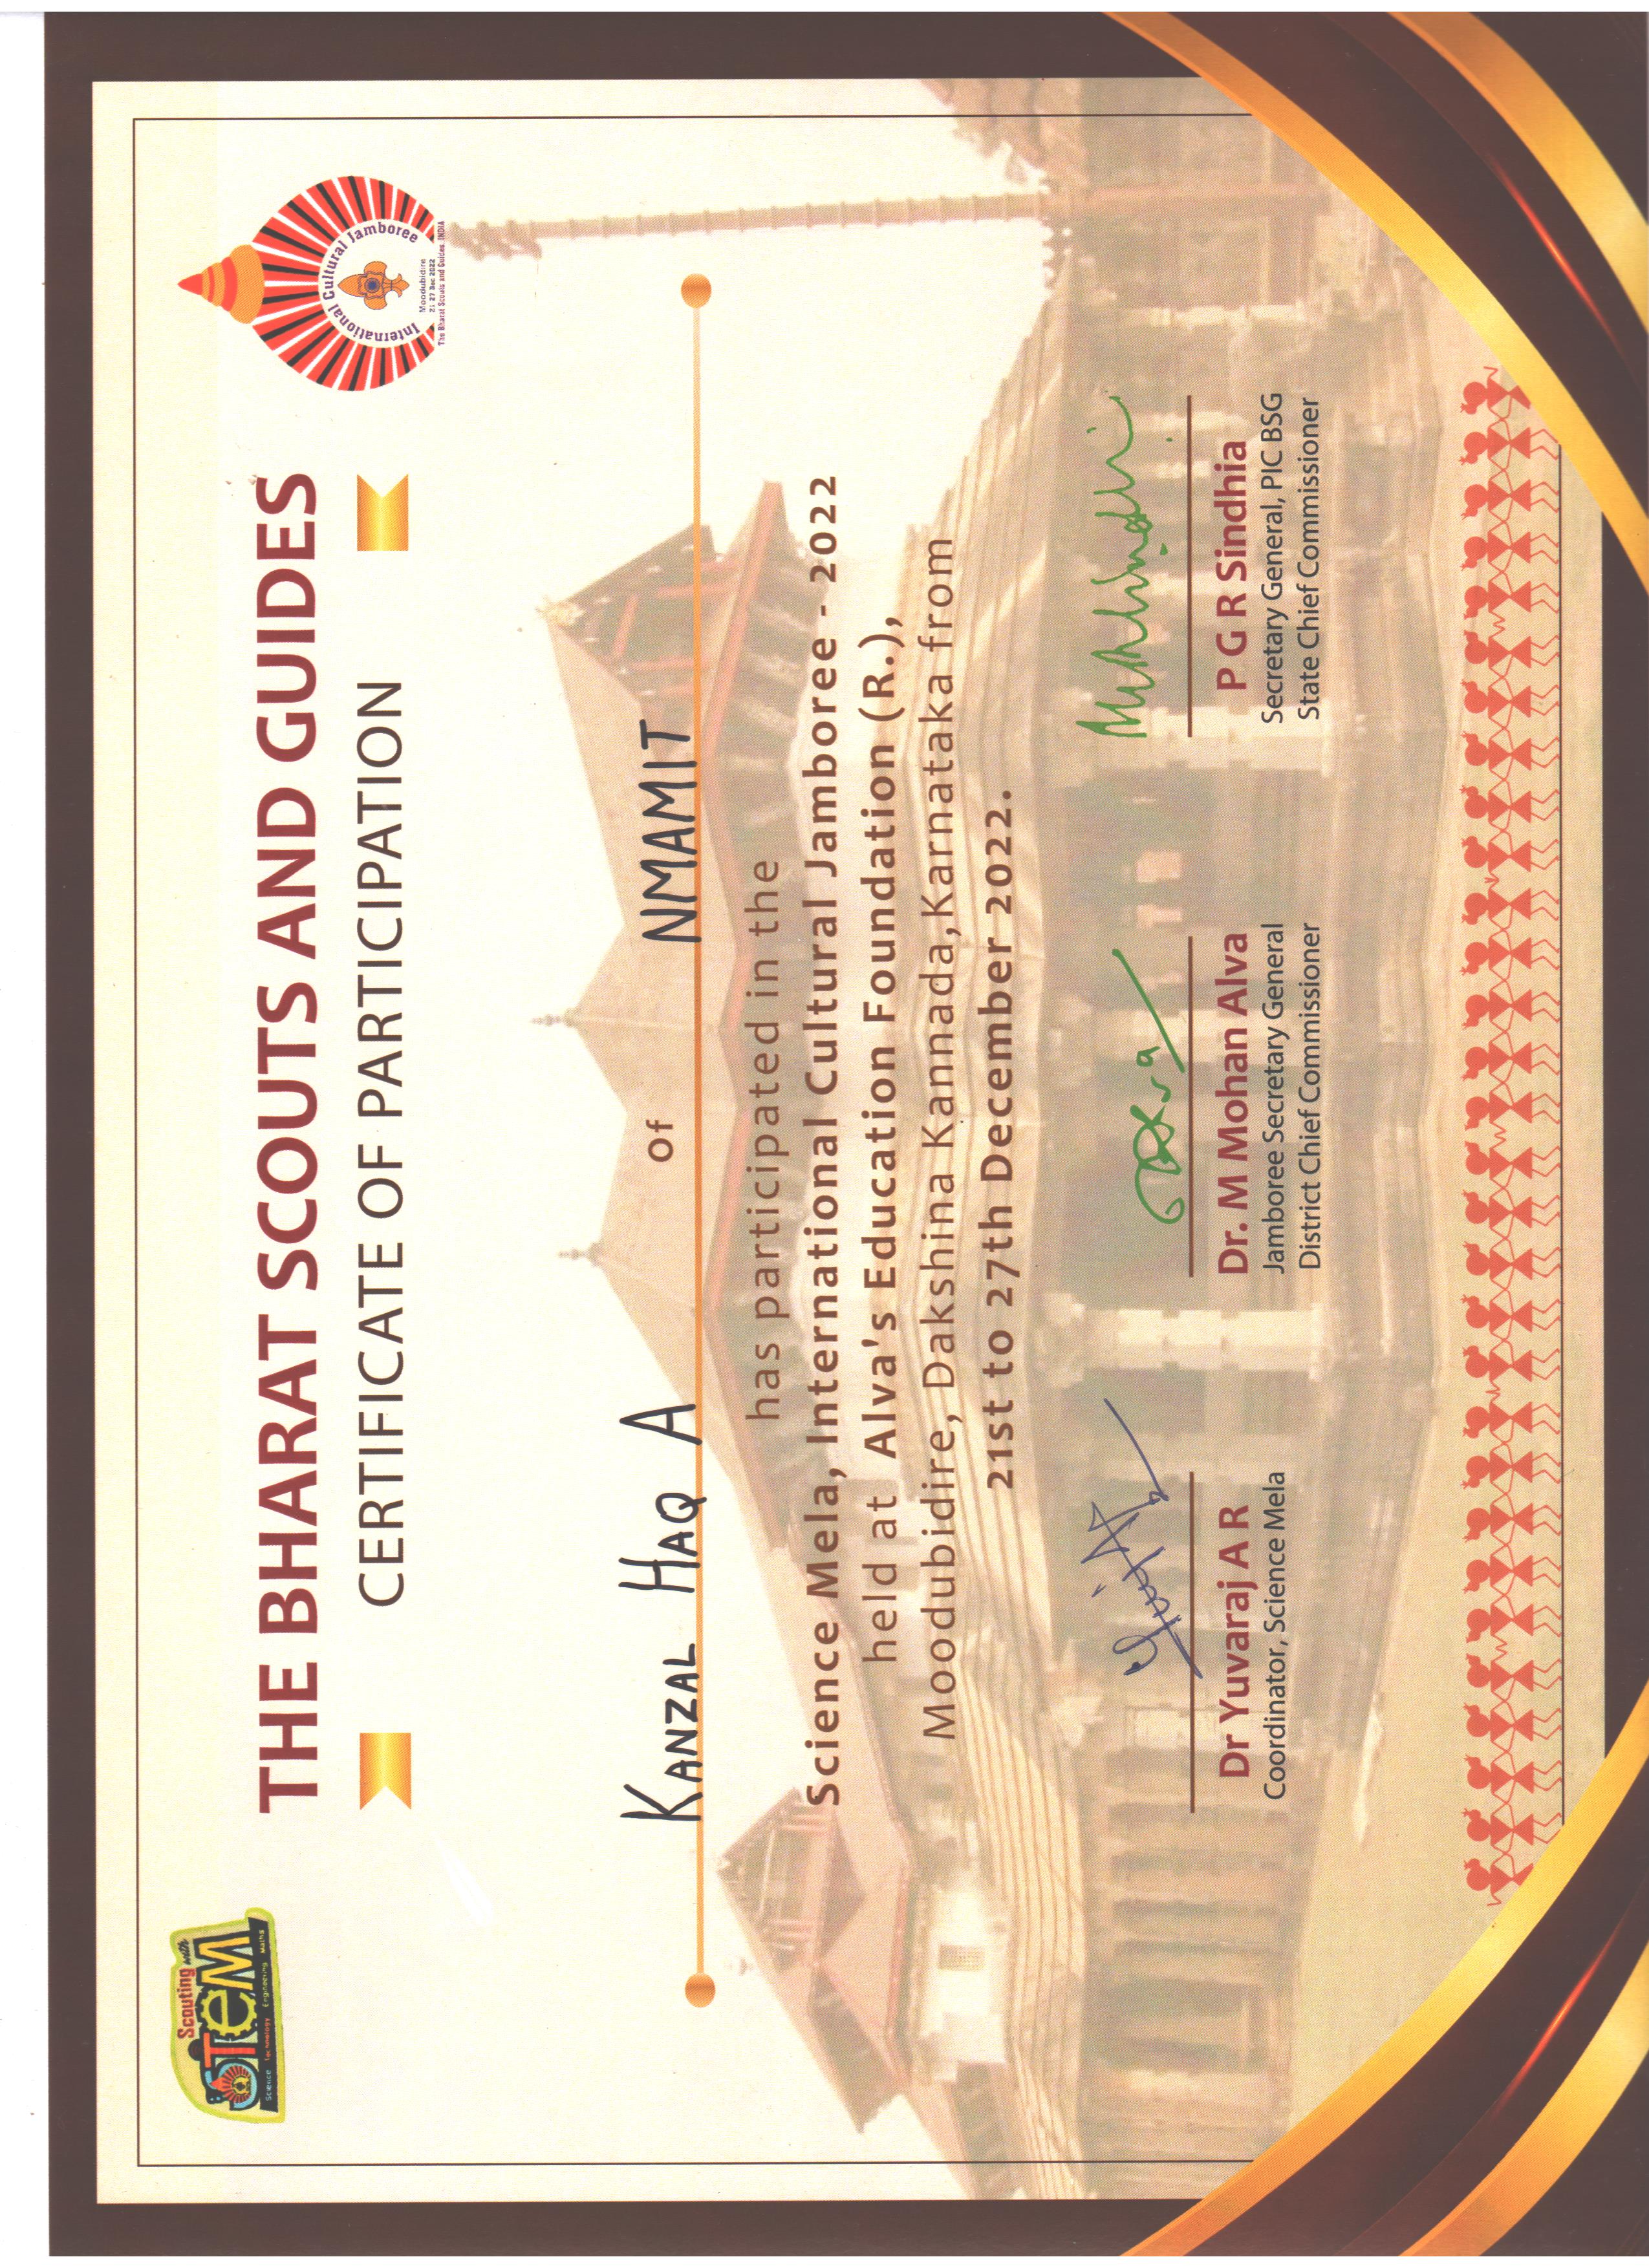 Scouting with
STEM
Science Technology Engineering Maths
International Cultural Jamboree
Moodubidire
21 27 Dec 2022
The Bharat Scouts and Guides, INDIA
THE BHARAT SCOUTS AND GUIDES
CERTIFICATE OF PARTICIPATION
KANZAL HAQ A of NMAMIT
has participated in the
Science Mela, International Cultural Jamboree - 2022
held at Alva's Education Foundation (R.),
Moodubidire, Dakshina Kannada,Karnataka from
21st to 27th December 2022.
Dr Yuvaraj A R
Coordinator, Science Mela
Dr. M Mohan Alva
Jamboree Secretary General
District Chief Commissioner
P G R Sindhia
Secretary General, PIC BSG
State Chief Commissioner